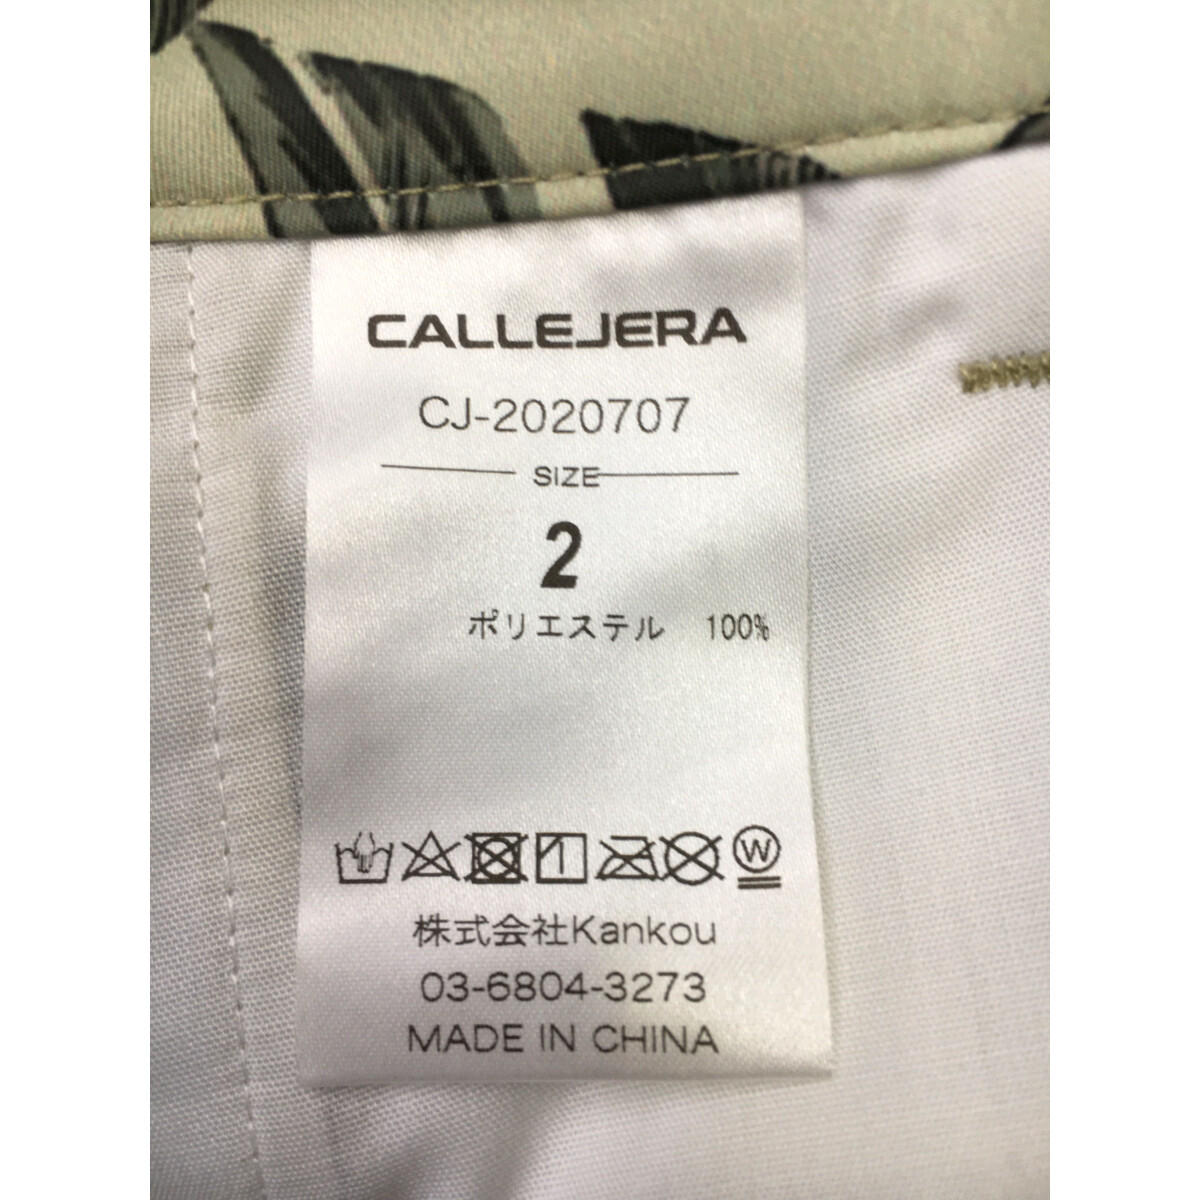 CALLEJERA
CJ-2020707
SIZE
2
ポリエステル 100%
W
株式会社Kankou
03-6804-3273
MADE IN CHINA